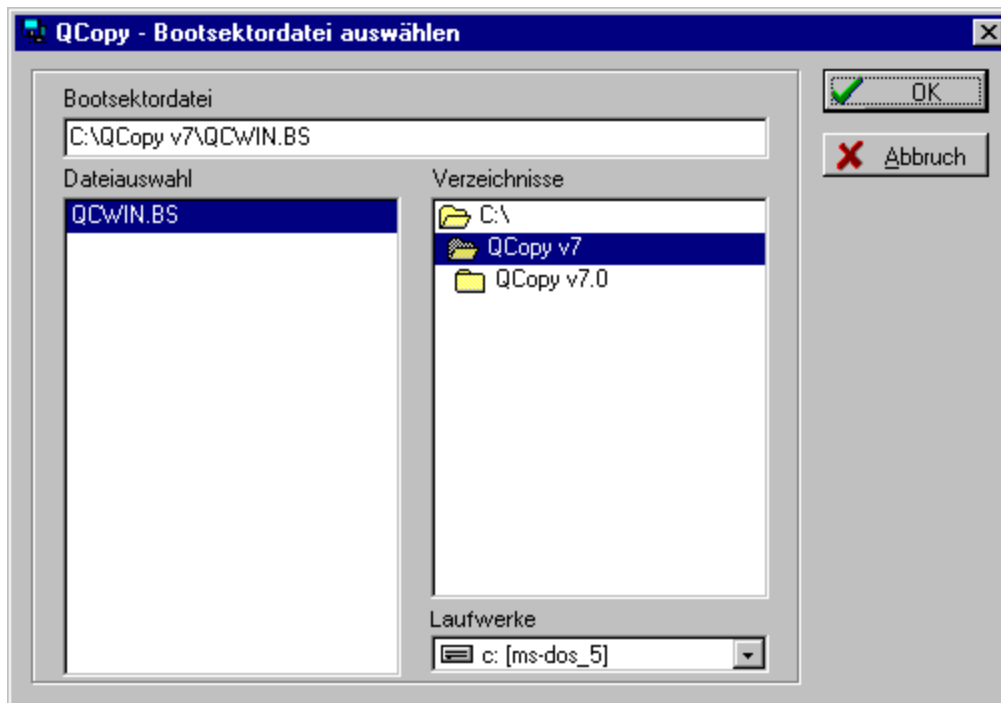 QCopy - Bootsektordatei auswählen
Bootsektordatei
C:\QCopy v7\QCWIN.BS
Dateiauswahl
QCWIN.BS
Verzeichnisse
C:\
QCopy v7
QCopy v7.0
Laufwerke
c: [ms-dos_5]
OK
Abbruch